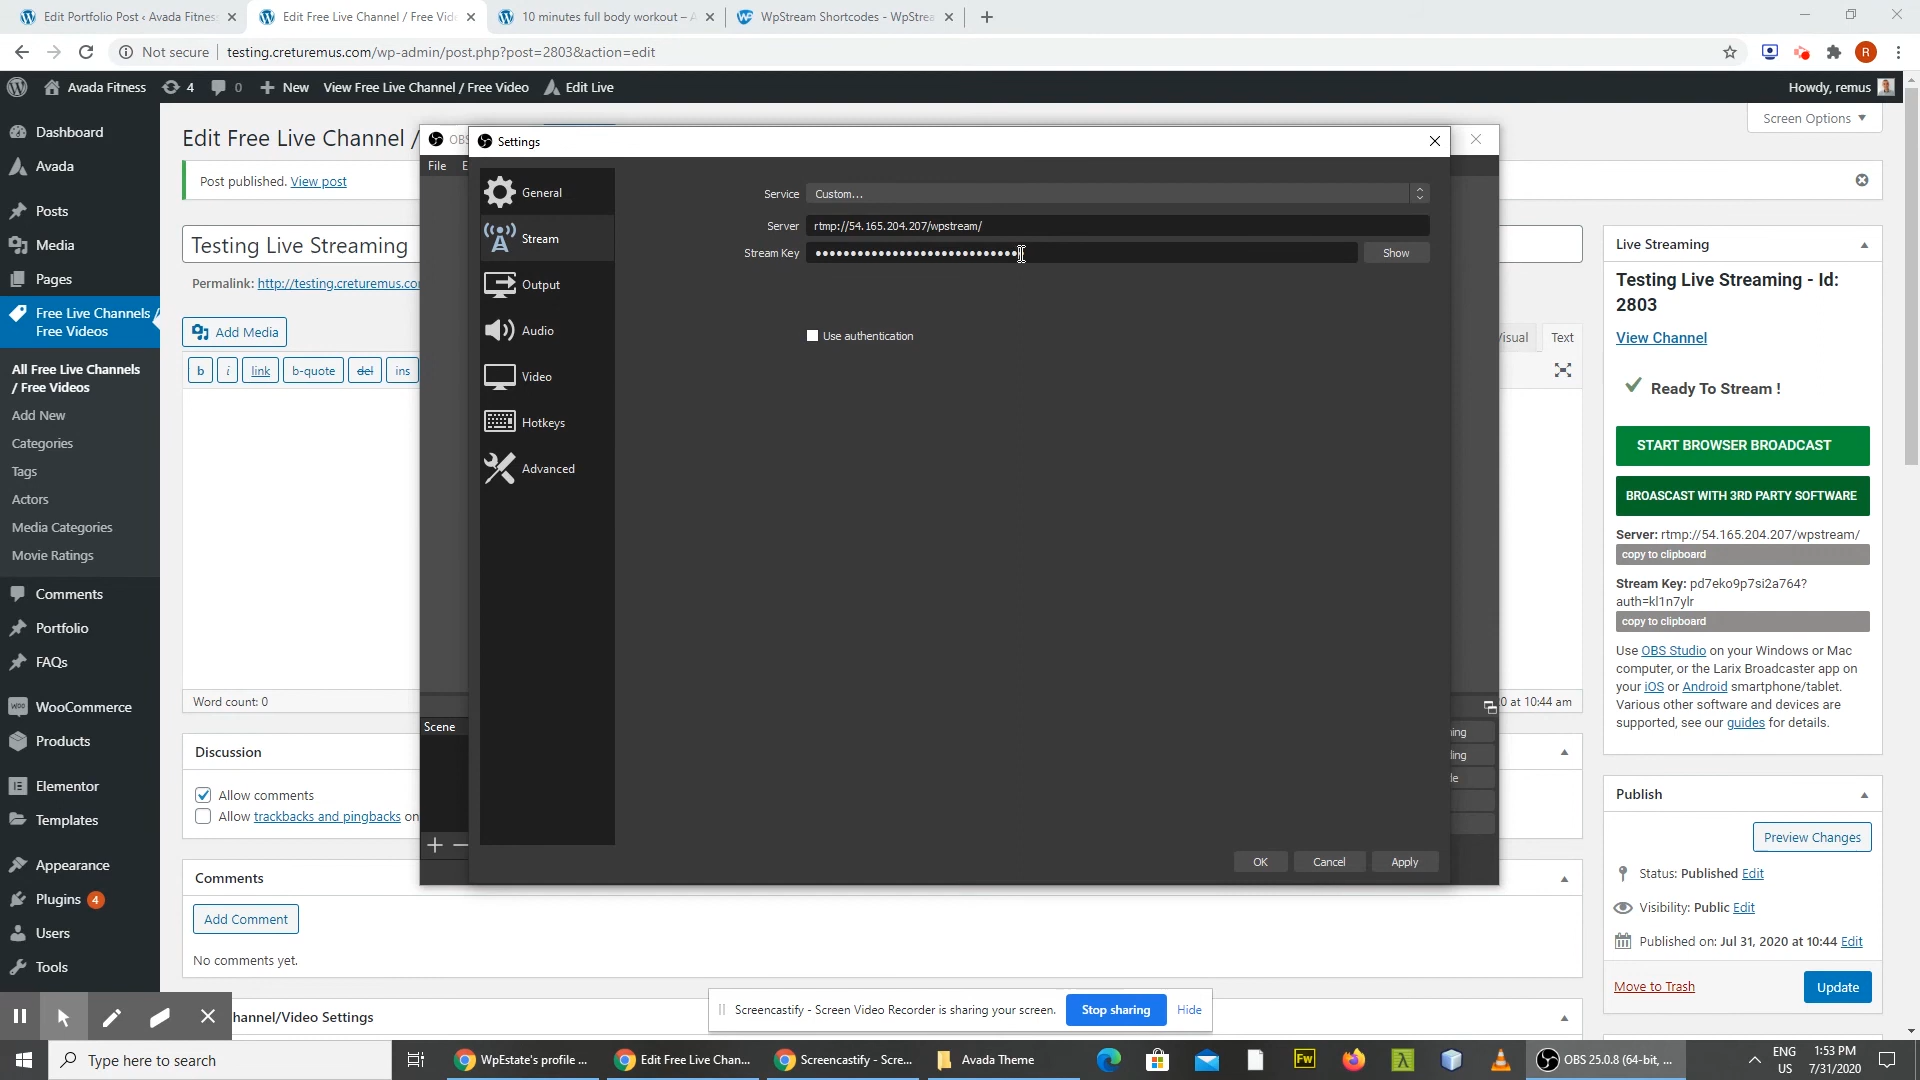 Edit Portfolio Post ‹ Avada Fitness
Edit Free Live Channel / Free Vide
10 minutes full body workout – A
WpStream Shortcodes - WpStrea
Not secure
testing.creturemus.com/wp-admin/post.php?post=2803&action=edit
R
Avada Fitness
4
0
New
View Free Live Channel / Free Video
Edit Live
Howdy, remus
Dashboard
Avada
Posts
Media
Pages
Free Live Channels /
Free Videos
All Free Live Channels
/ Free Videos
Add New
Categories
Tags
Actors
Media Categories
Movie Ratings
Comments
Portfolio
FAQs
WooCommerce
Products
Elementor
Templates
Appearance
Plugins 4
Users
Tools
Edit Free Live Channel /
Screen Options
Post published. View post
Testing Live Streaming
Permalink: http://testing.creturemus.co
Add Media
b
i
link
b-quote
del
ins
isual
Text
Word count: 0
0 at 10:44 am
Discussion
Allow comments
Allow trackbacks and pingbacks on
Comments
Add Comment
No comments yet.
hannel/Video Settings
OBS
File
E
Scene
ing
ling
le
Settings
General
Stream
Output
Audio
Video
Hotkeys
Advanced
Service
Custom...
Server
rtmp://54.165.204.207/wpstream/
Stream Key
Show
Use authentication
OK
Cancel
Apply
Live Streaming
Testing Live Streaming - Id:
2803
View Channel
Ready To Stream !
START BROWSER BROADCAST
BROASCAST WITH 3RD PARTY SOFTWARE
Server: rtmp://54.165.204.207/wpstream/
copy to clipboard
Stream Key: pd7eko9p7si2a764?
auth=kl1n7ylr
copy to clipboard
Use OBS Studio on your Windows or Mac
computer, or the Larix Broadcaster app on
your iOS or Android smartphone/tablet.
Various other software and devices are
supported, see our guides for details.
Publish
Preview Changes
Status: Published Edit
Visibility: Public Edit
Published on: Jul 31, 2020 at 10:44 Edit
Move to Trash
Update
Screencastify - Screen Video Recorder is sharing your screen.
Stop sharing
Hide
Type here to search
WpEstate's profile ...
Edit Free Live Chan...
Screencastify - Scre...
Avada Theme
Fw
OBS 25.0.8 (64-bit, ...
ENG
US
1:53 PM
7/31/2020